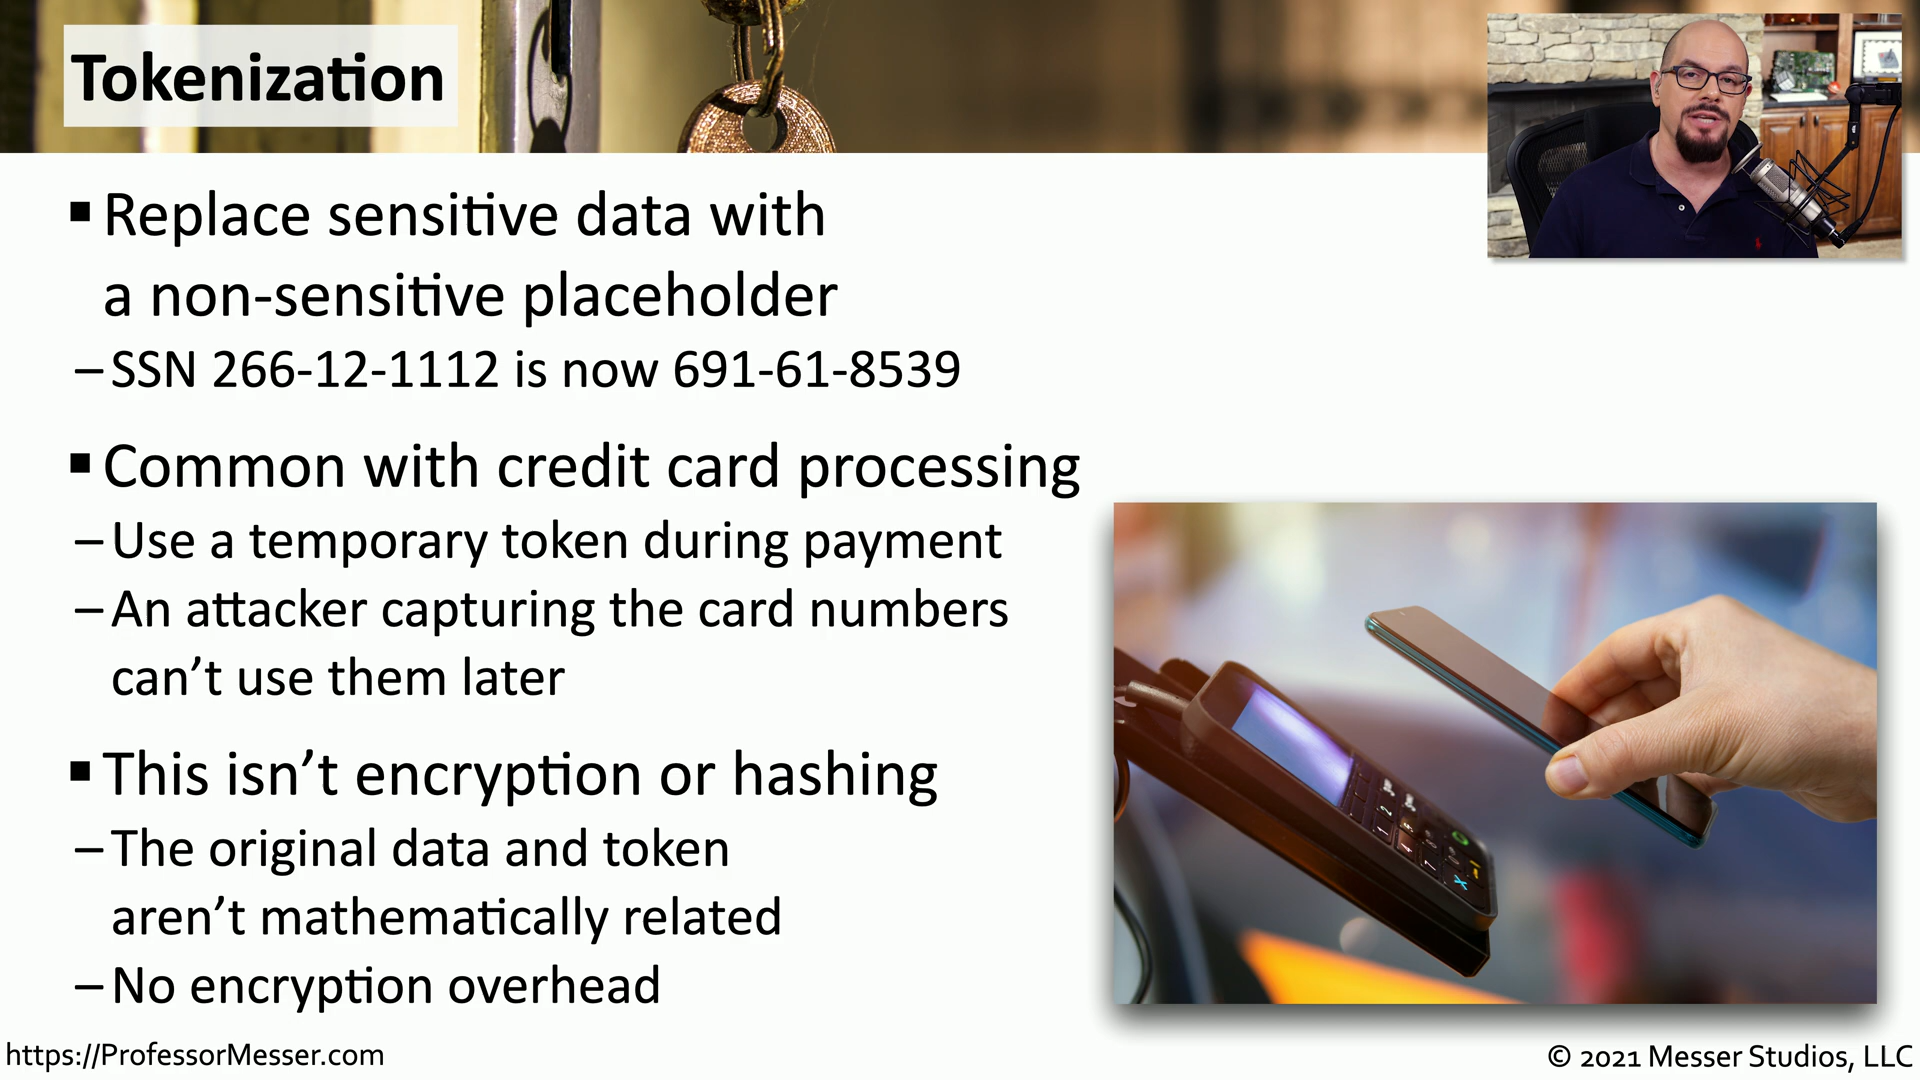 Tokenization
▪ Replace sensitive data with
a non-sensitive placeholder
– SSN 266-12-1112 is now 691-61-8539
▪ Common with credit card processing
– Use a temporary token during payment
– An attacker capturing the card numbers
can’t use them later
▪ This isn’t encryption or hashing
– The original data and token
aren’t mathematically related
– No encryption overhead
https://ProfessorMesser.com
© 2021 Messer Studios, LLC